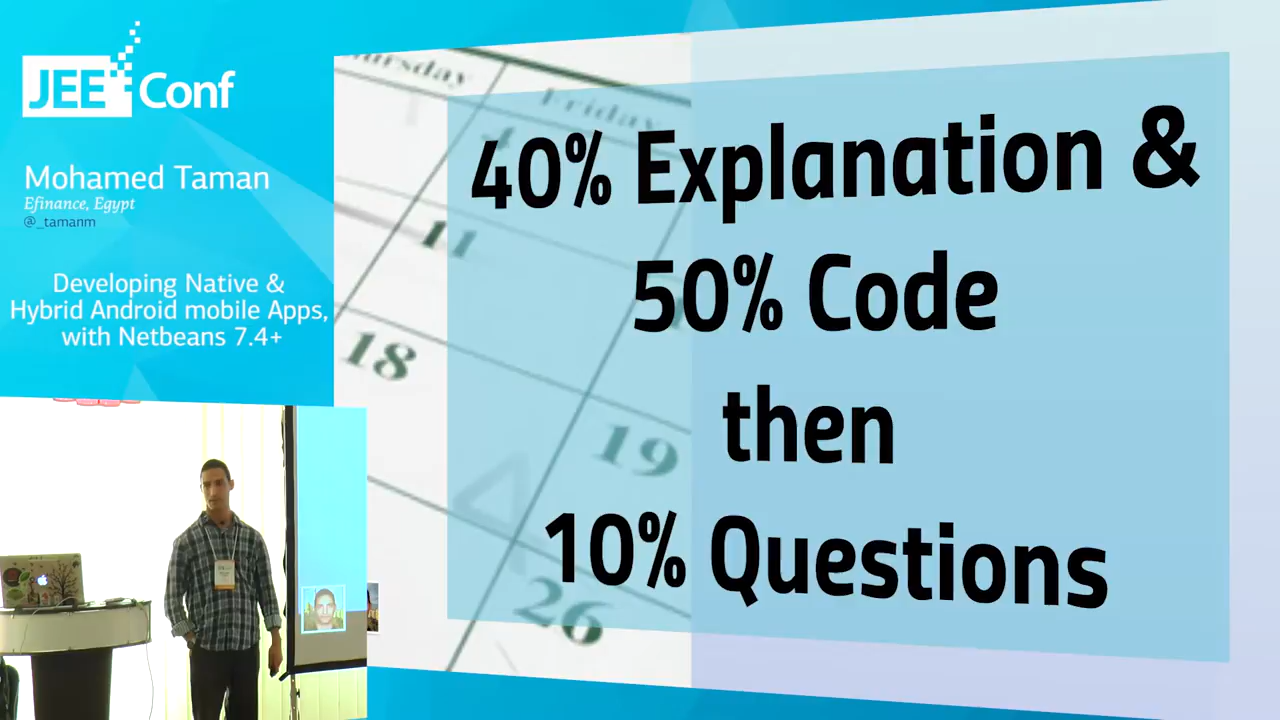 JEE Conf
Mohamed Taman
Efinance, Egypt
@_tamanm
Developing Native &
Hybrid Android mobile Apps,
with Netbeans 7.4+
Friday
11
18
19
26
40% Explanation &
50% Code
then
10% Questions